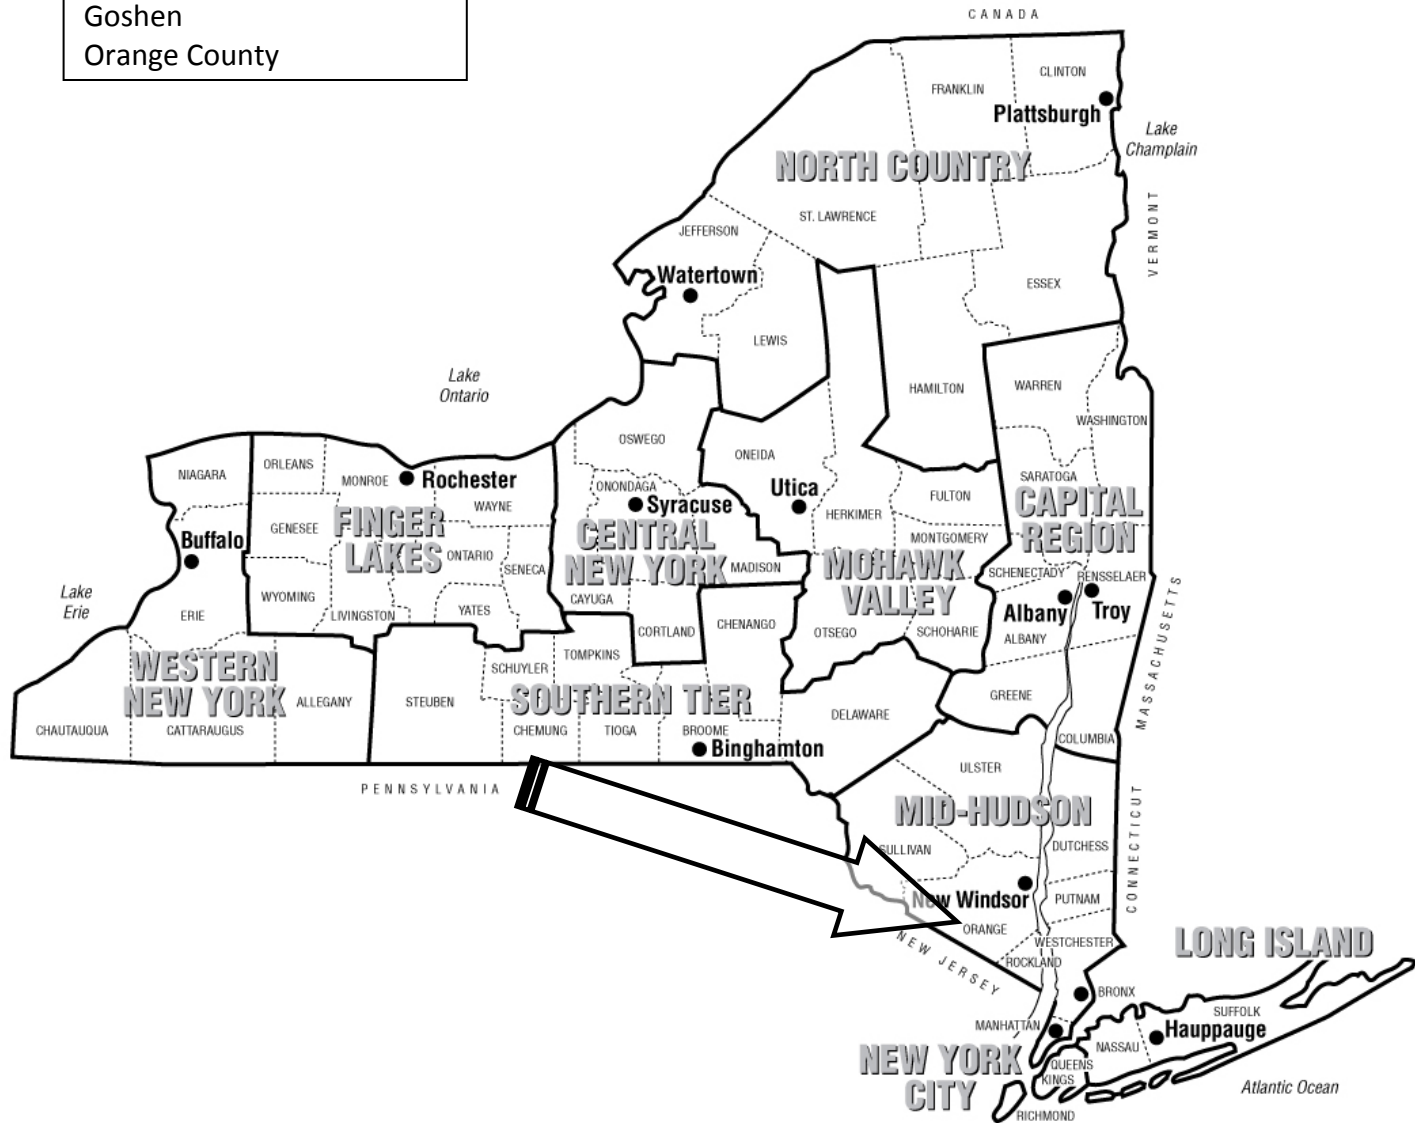 Goshen
Orange County
CANADA
CLINTON
FRANKLIN
Plattsburgh
Lake
Champlain
NORTH COUNTRY
VERMONT
ST. LAWRENCE
JEFFERSON
Watertown
ESSEX
LEWIS
Lake
Ontario
HAMILTON
WARREN
WASHINGTON
OSWEGO
ONEIDA
NIAGARA
ORLEANS
MONROE
Rochester
ONONDAGA
Syracuse
Utica
SARATOGA
FULTON
CAPITAL
REGION
WAYNE
HERKIMER
GENESEE
FINGER
LAKES
CENTRAL
NEW YORK
MONTGOMERY
Buffalo
ONTARIO
SENECA
MADISON
MOHAWK
VALLEY
SCHENECTADY
RENSSELAER
Lake
Erie
WYOMING
LIVINGSTON
YATES
CAYUGA
Albany
Troy
ERIE
CORTLAND
CHENANGO
OTSEGO
SCHOHARIE
ALBANY
MASSACHUSETTS
WESTERN
NEW YORK
TOMPKINS
SCHUYLER
SOUTHERN TIER
ALLEGANY
STEUBEN
GREENE
DELAWARE
CHAUTAUQUA
CATTARAUGUS
CHEMUNG
TIOGA
BROOME
Binghamton
COLUMBIA
PENNSYLVANIA
ULSTER
MID-HUDSON
SULLIVAN
DUTCHESS
CONNECTICUT
New Windsor
PUTNAM
ORANGE
NEW JERSEY
WESTCHESTER
ROCKLAND
LONG ISLAND
BRONX
SUFFOLK
MANHATTAN
Hauppauge
NASSAU
NEW YORK
CITY
QUEENS
KINGS
RICHMOND
Atlantic Ocean